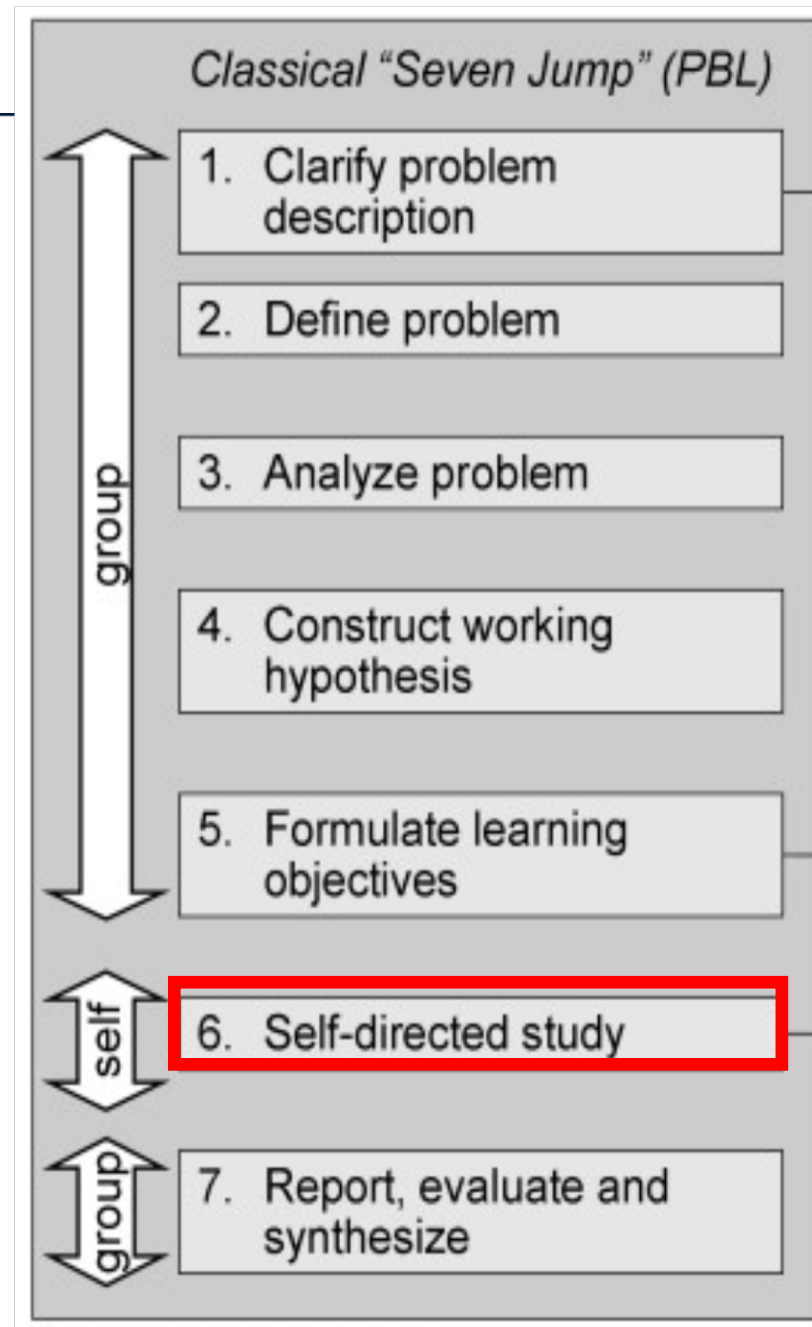 Classical “Seven Jump” (PBL)
1. Clarify problem
description
2. Define problem
3. Analyze problem
group
4. Construct working
hypothesis
5. Formulate learning
objectives
self
6. Self-directed study
group
7. Report, evaluate and
synthesize